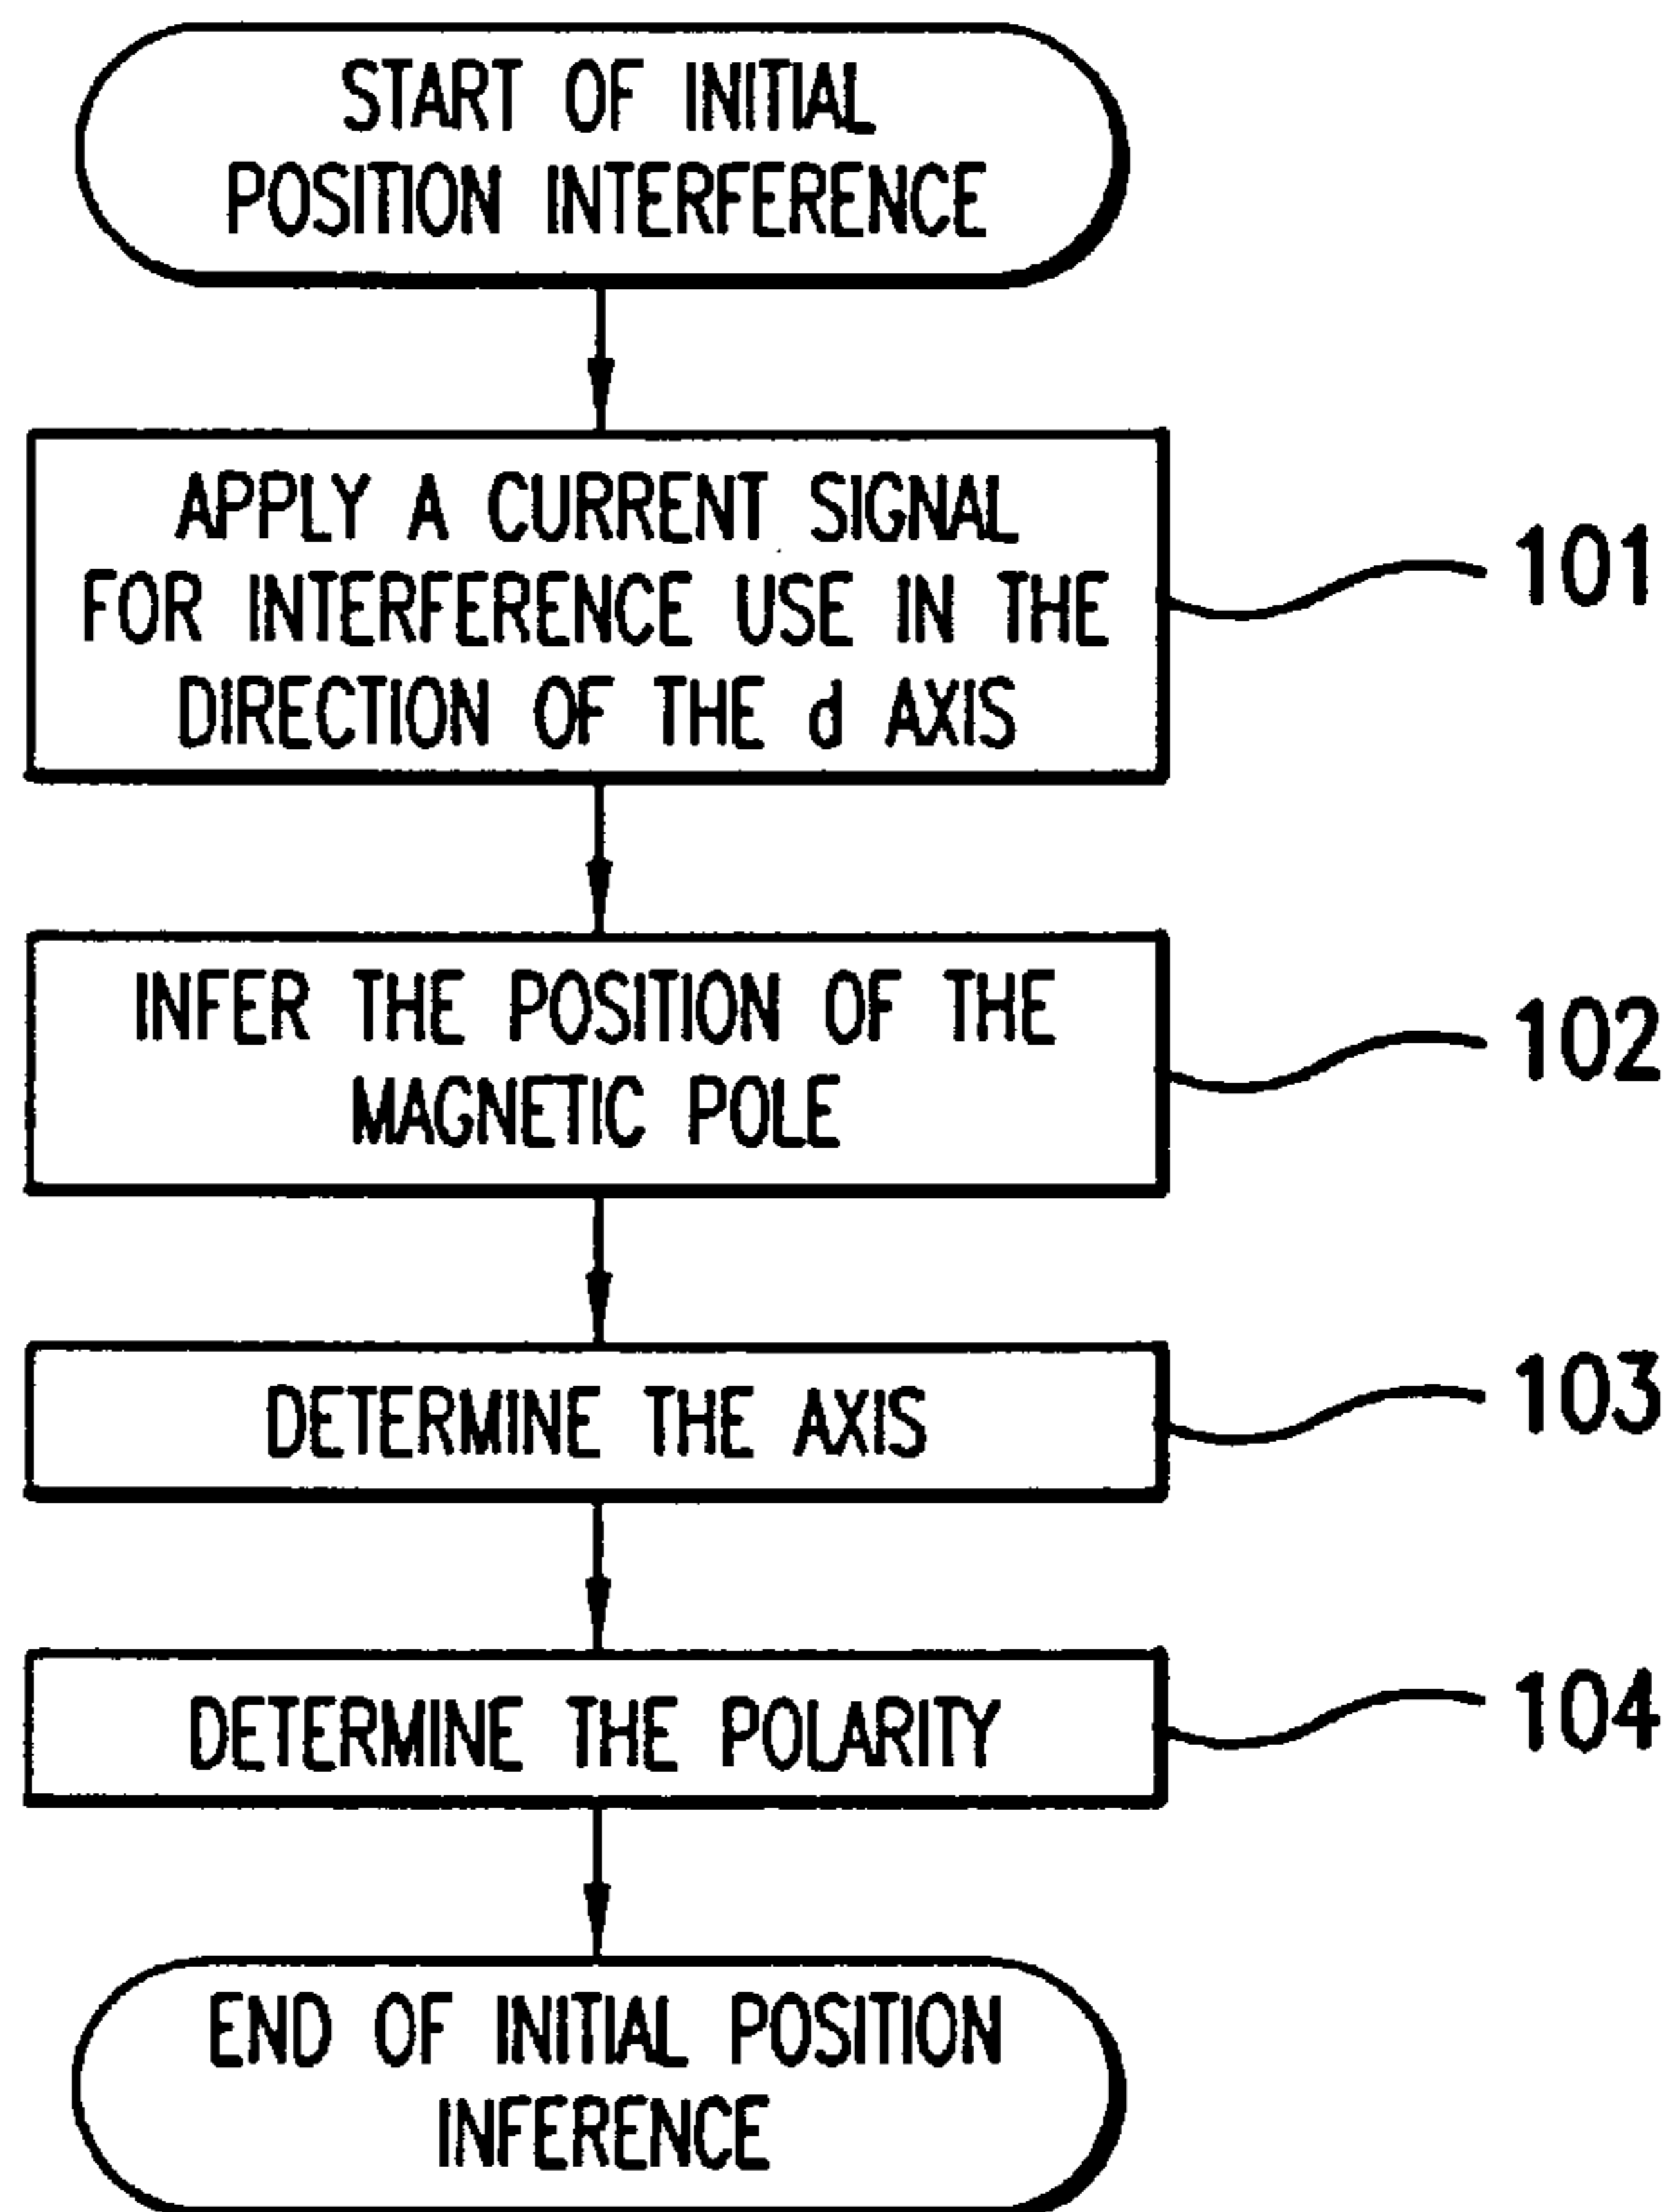 START OF INITIAL
POSITION INTERFERENCE
APPLY A CURRENT SIGNAL
FOR INTERFERENCE USE IN THE
DIRECTION OF THE d AXIS
101
INFER THE POSITION OF THE
MAGNETIC POLE
102
DETERMINE THE AXIS
103
DETERMINE THE POLARITY
104
END OF INITIAL POSITION
INFERENCE